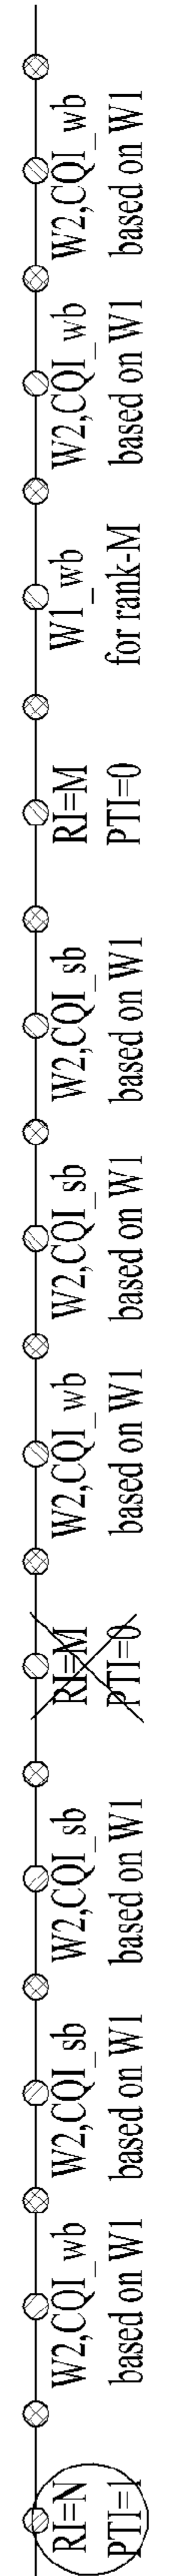 RI=N
PTI=1
W2,CQI_wb
based on W1
W2,CQI_sb
based on W1
W2,CQI_sb
based on W1
RI=M
PTI=0
W2,CQI_wb
based on W1
W2,CQI_sb
based on W1
W2,CQI_sb
based on W1
RI=M
PTI=0
W1_wb
for rank-M
W2,CQI_wb
based on W1
W2,CQI_wb
based on W1